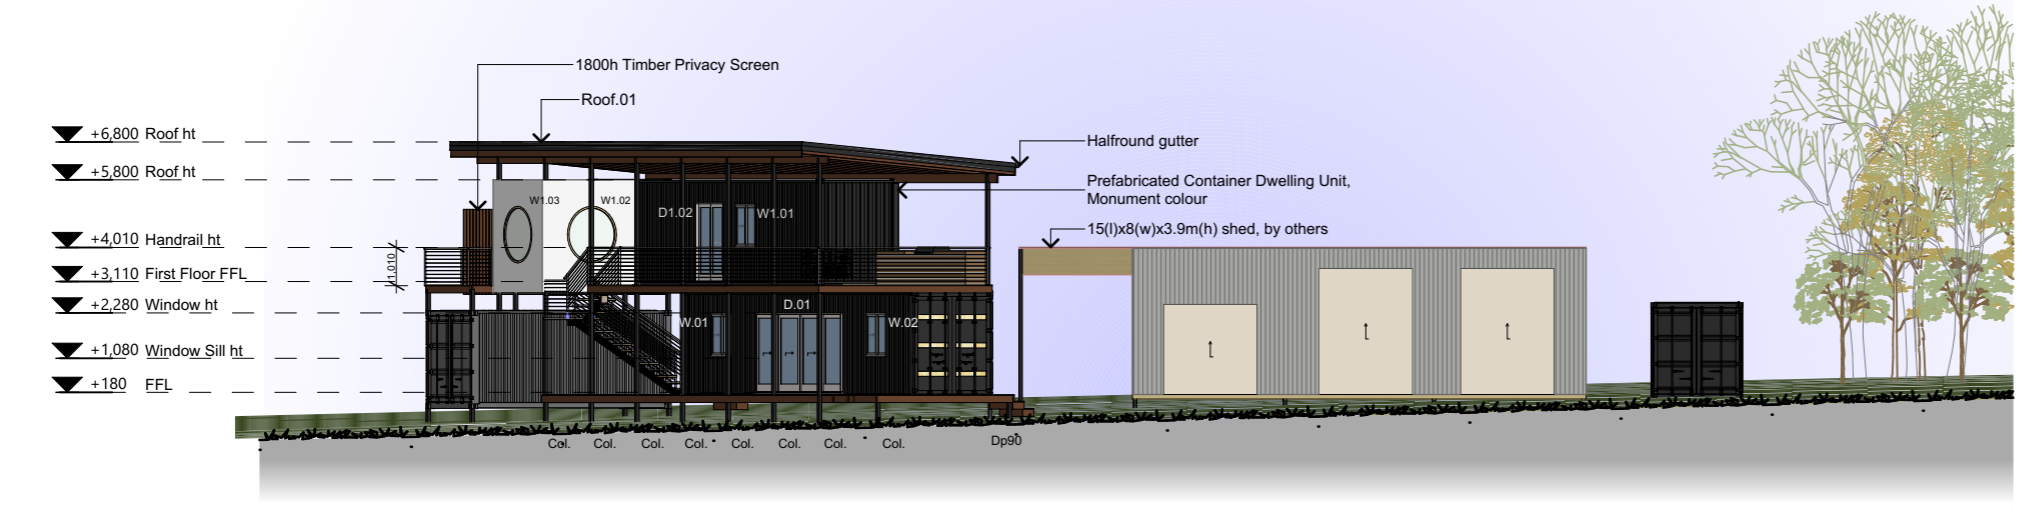 1800h Timber Privacy Screen
Roof.01
+6,800 Roof ht
Halfround gutter
+5,800 Roof ht
Prefabricated Container Dwelling Unit,
Monument colour
W1.03
W1.02
D1.02
W1.01
15(l)x8(w)x3.9m(h) shed, by others
+4,010 Handrail ht
1,010
+3,110 First Floor FFL
+2,280 Window ht
D.01
W.01
W.02
+1,080 Window Sill ht
+180 FFL
Col. Col. Col. Col. Col. Col. Col. Col. Dp90